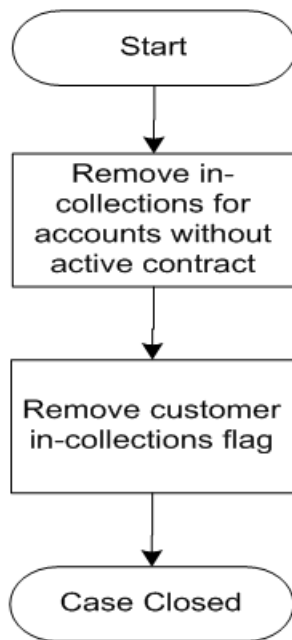 Start
Remove in-
collections for
accounts without
active contract
Remove customer
in-collections flag
Case Closed